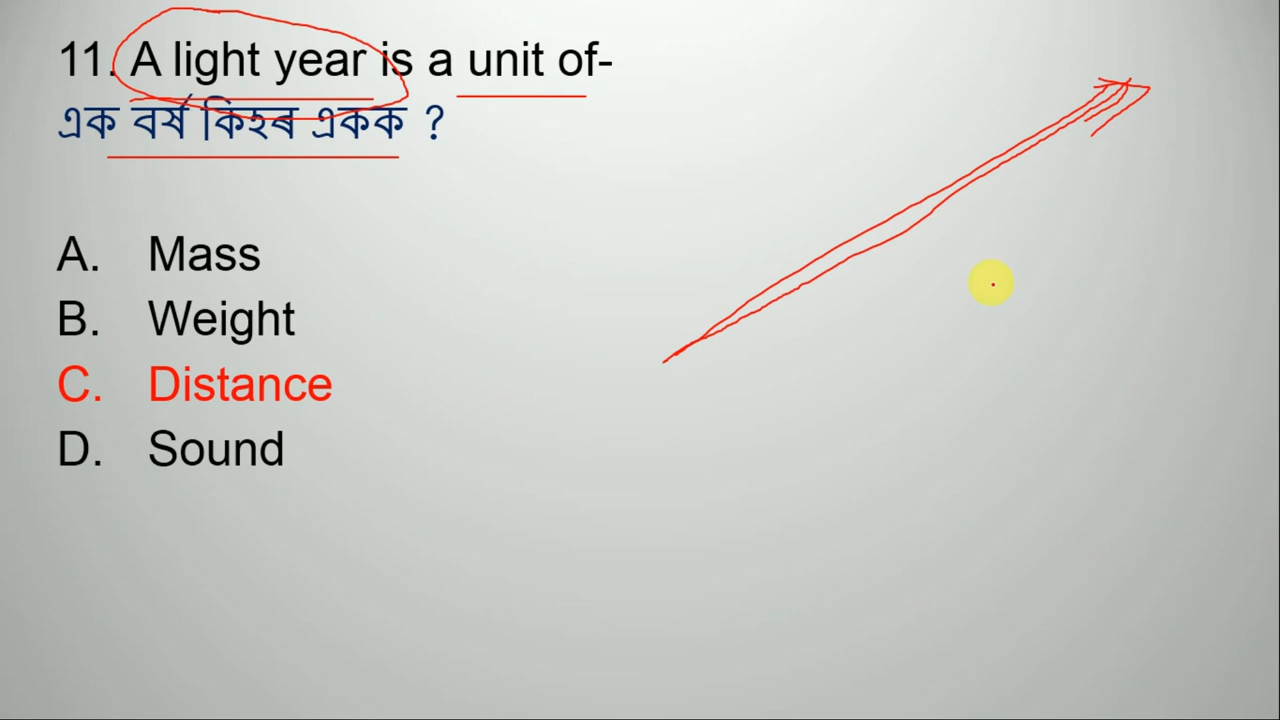 11. A light year is a unit of-
এক বৰ্ষ কিহৰ একক ?
A. Mass
B. Weight
C. Distance
D. Sound